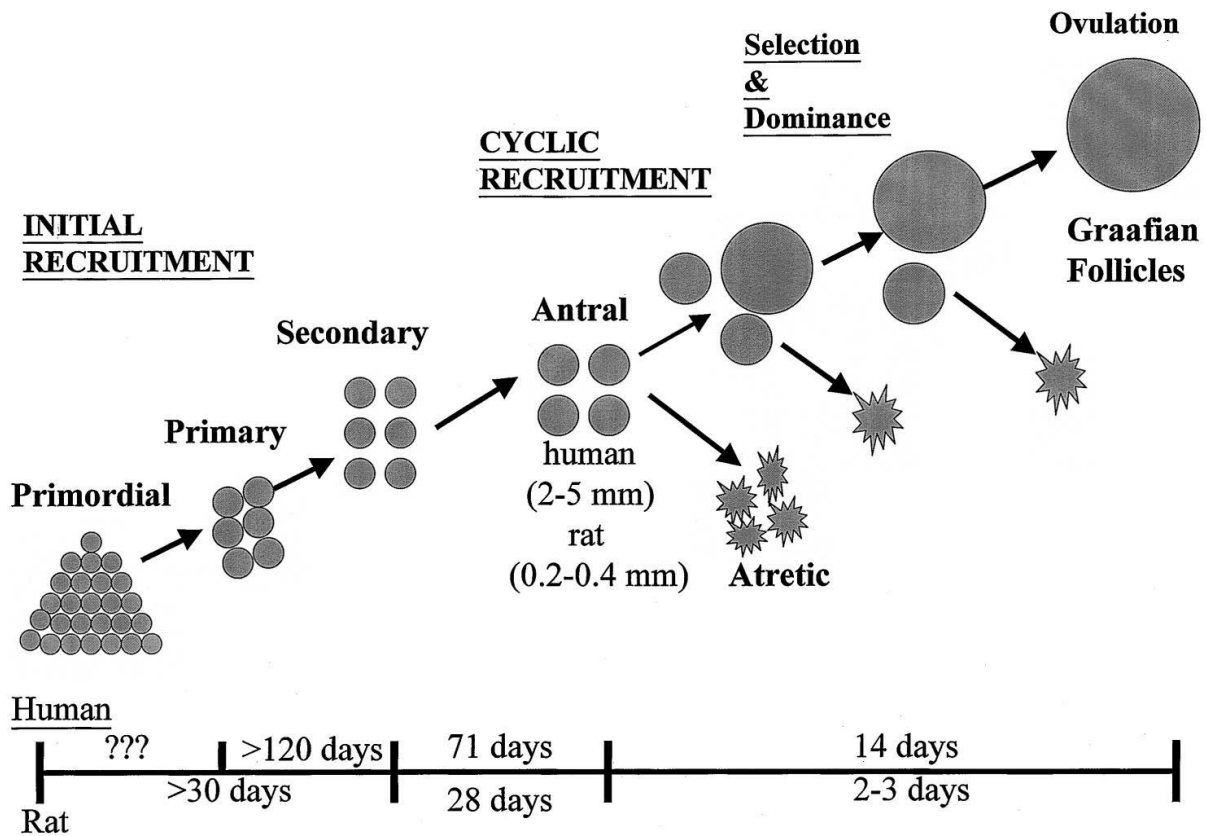 Ovulation
Selection
&
Dominance
CYCLIC
RECRUITMENT
INITIAL
RECRUITMENT
Graafian
Follicles
Antral
Secondary
Primary
Primordial
human
(2-5 mm)
rat
(0.2-0.4 mm)
Atretic
Human
??? >120 days 71 days 14 days
>30 days 28 days 2-3 days
Rat